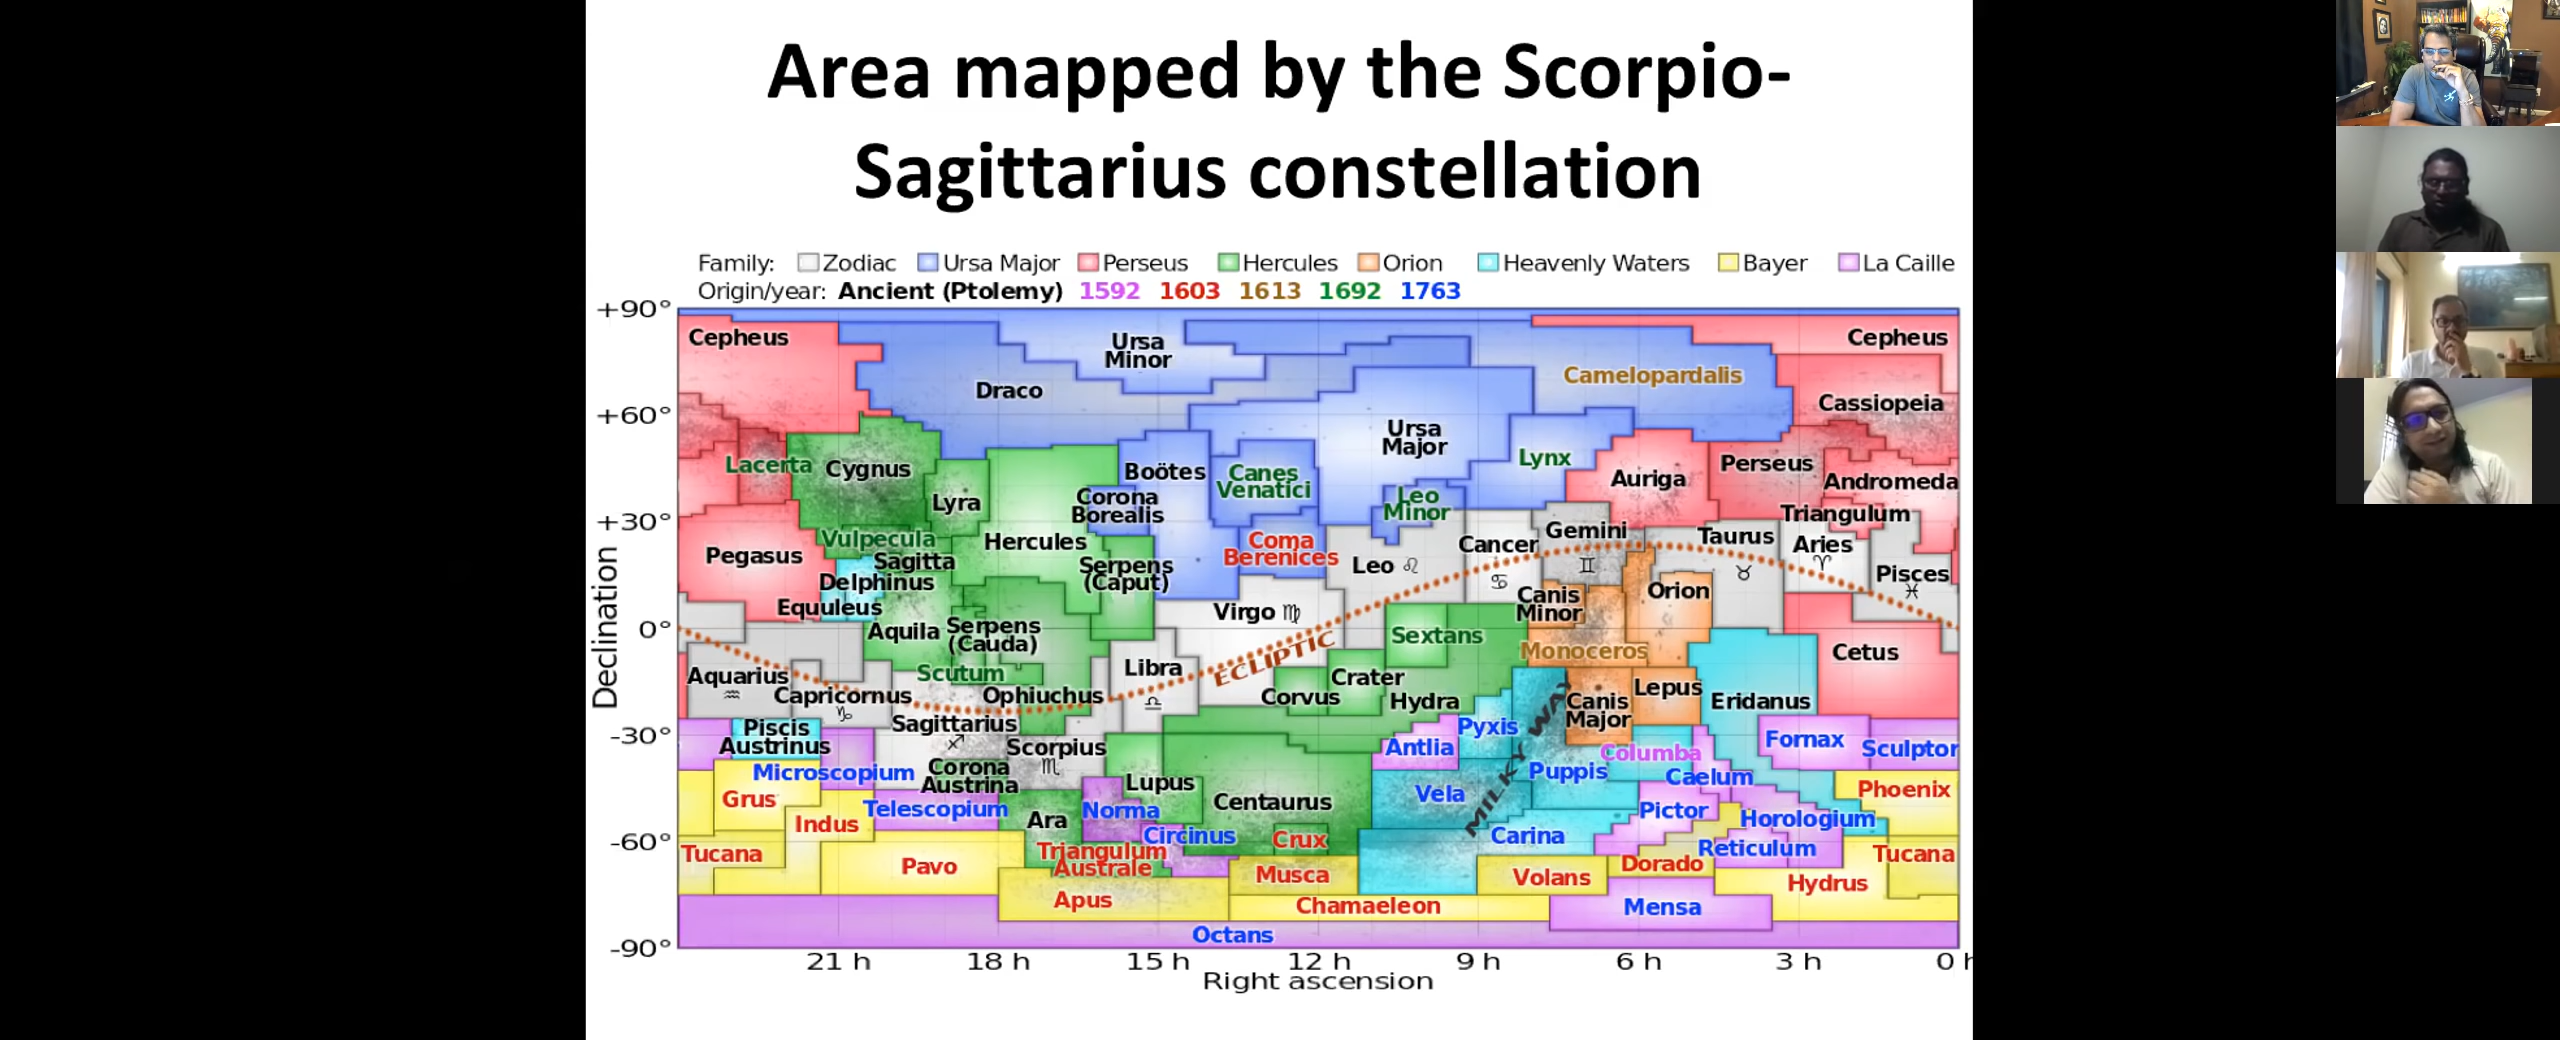 Area mapped by the Scorpio-
Sagittarius constellation
Family: Zodiac Ursa Major Perseus Hercules Orion Heavenly Waters Bayer La Caille
Origin/year: Ancient (Ptolemy) 1592 1603 1613 1692 1763
+90°
+60°
+30°
0°
-30°
-60°
-90°
Declination
Cepheus
Ursa
Minor
Cepheus
Draco
Camelopardalis
Cassiopeia
Ursa
Major
Lacerta
Cygnus
Lyra
Boötes
Canes
Venatici
Lynx
Auriga
Perseus
Andromeda
Corona
Borealis
Leo
Minor
Triangulum
Pegasus
Vulpecula
Sagitta
Hercules
Coma
Berenices
Cancer
♋
Gemini
♊
Taurus
♉
Aries
♈
Pisces
♓
Delphinus
Serpens
(Caput)
Leo ♌
Equuleus
Virgo ♍
Canis
Minor
Orion
Aquila
Serpens
(Cauda)
Sextans
Monoceros
Cetus
ECLIPTIC
Aquarius
♒
Capricornus
♑
Scutum
Ophiuchus
Libra
♎
Corvus
Crater
Hydra
Canis
Major
Lepus
Eridanus
Piscis
Austrinus
Sagittarius
♐
Scorpius
♏
Antlia
Pyxis
MILKY WAY
Puppis
Columba
Fornax
Sculptor
Microscopium
Corona
Austrina
Lupus
Caelum
Grus
Telescopium
Ara
Norma
Centaurus
Vela
Pictor
Phoenix
Indus
Circinus
Crux
Carina
Horologium
Tucana
Pavo
Triangulum
Australe
Musca
Volans
Dorado
Reticulum
Tucana
Hydrus
Apus
Chamaeleon
Mensa
Octans
21 h 18 h 15 h 12 h 9 h 6 h 3 h 0 h
Right ascension